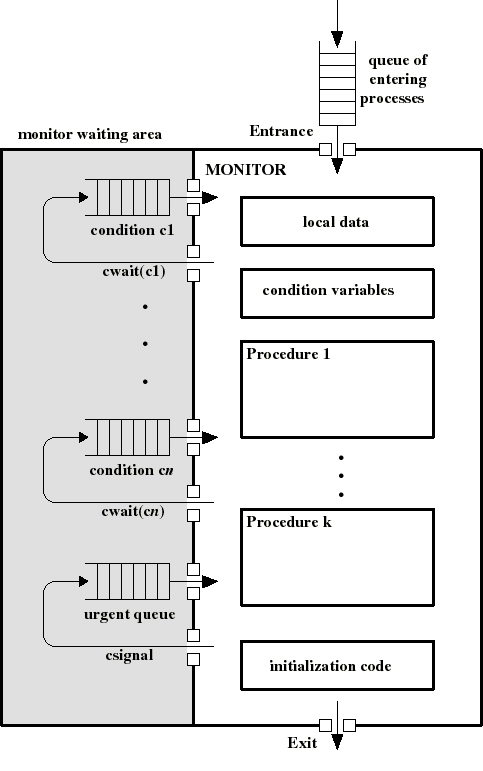 queue of
entering
processes
Entrance
monitor waiting area
MONITOR
condition c1
local data
cwait(c1)
condition variables
Procedure 1
condition cn
cwait(cn)
Procedure k
urgent queue
csignal
initialization code
Exit